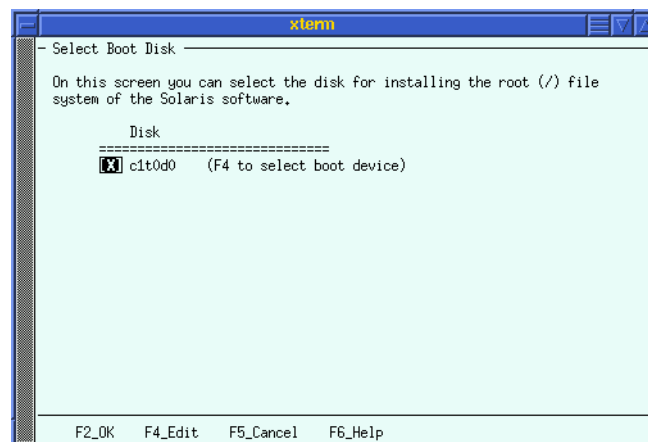 xterm
Select Boot Disk
On this screen you can select the disk for installing the root (/) file
system of the Solaris software.
Disk
==============================
[X] c1t0d0 (F4 to select boot device)
F2_OK F4_Edit F5_Cancel F6_Help